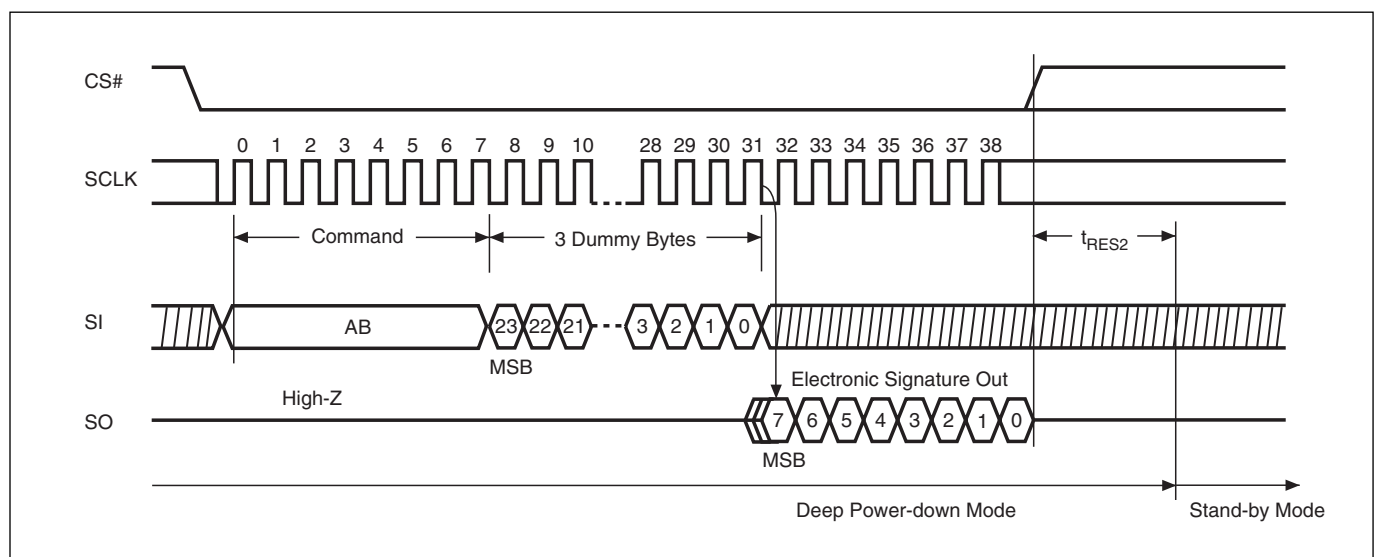 CS#
0 1 2 3 4 5 6 7 8 9 10 28 29 30 31 32 33 34 35 36 37 38
SCLK
Command 3 Dummy Bytes tRES2
SI AB 23 22 21 3 2 1 0
MSB
High-Z Electronic Signature Out
SO 7 6 5 4 3 2 1 0
MSB
Deep Power-down Mode Stand-by Mode